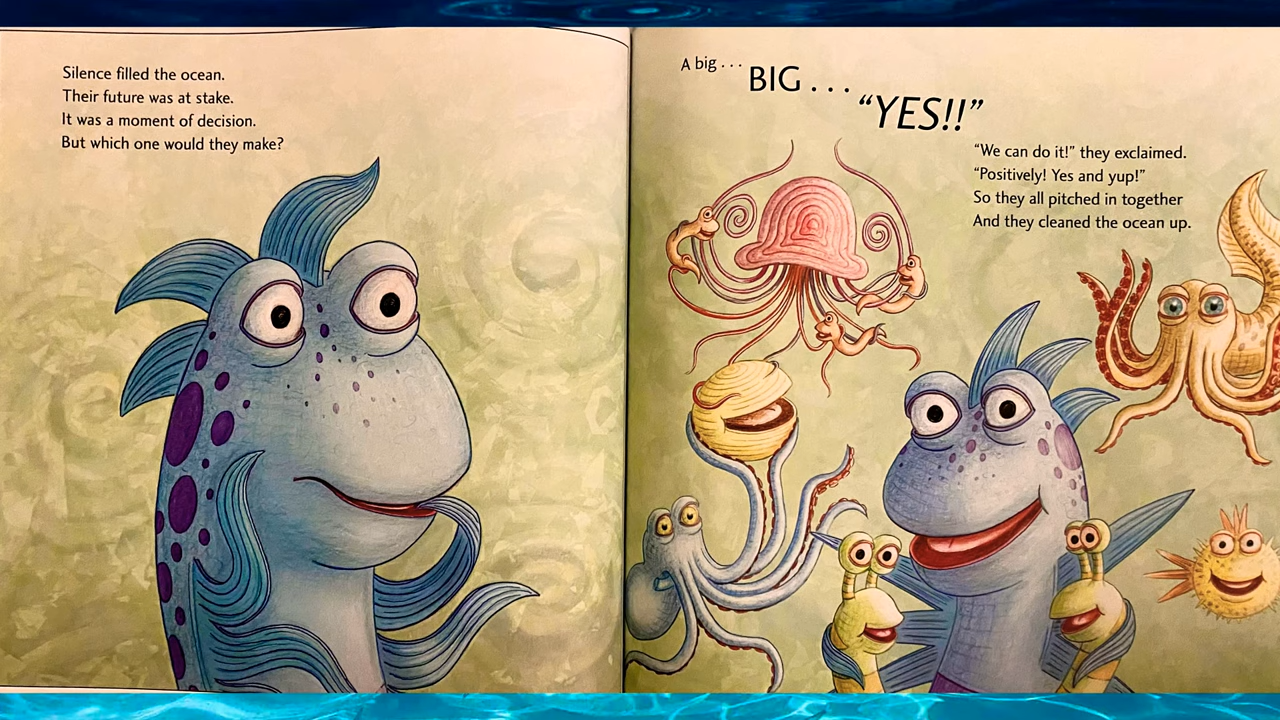 Silence filled the ocean.
Their future was at stake.
It was a moment of decision.
But which one would they make?
A big . . .
BIG . . .
“YES!!”
“We can do it!” they exclaimed.
“Positively! Yes and yup!”
So they all pitched in together
And they cleaned the ocean up.